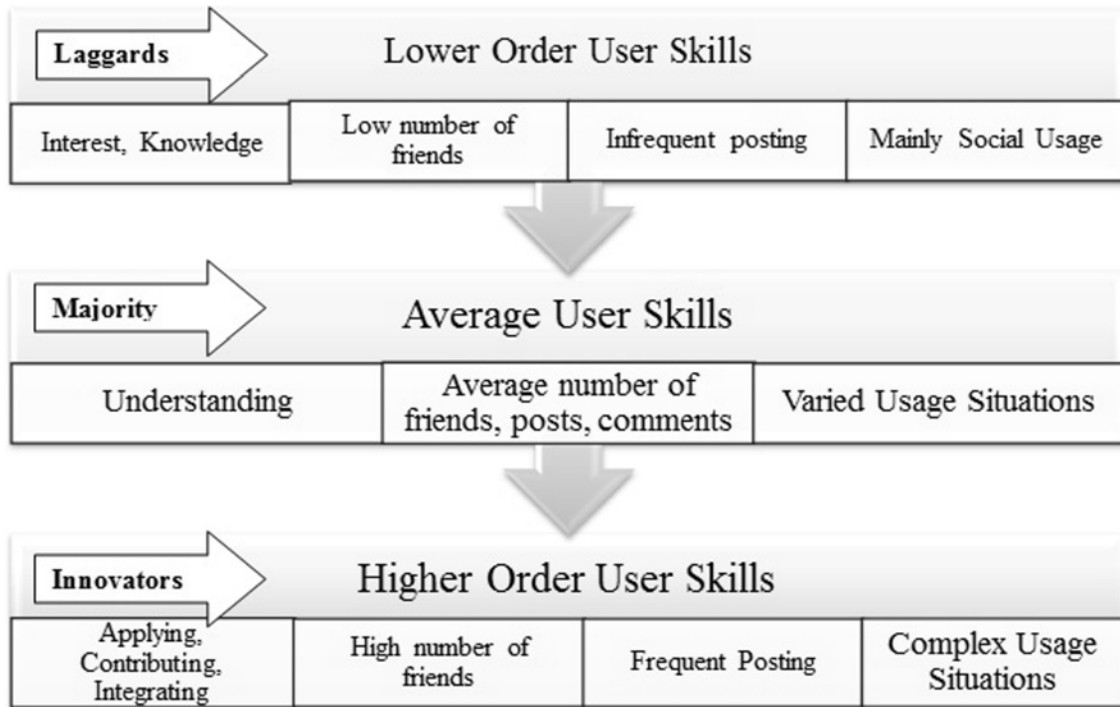 Laggards
Lower Order User Skills
Interest, Knowledge
Low number of
friends
Infrequent posting
Mainly Social Usage
Majority
Average User Skills
Understanding
Average number of
friends, posts, comments
Varied Usage Situations
Innovators
Higher Order User Skills
Applying,
Contributing,
Integrating
High number of
friends
Frequent Posting
Complex Usage
Situations